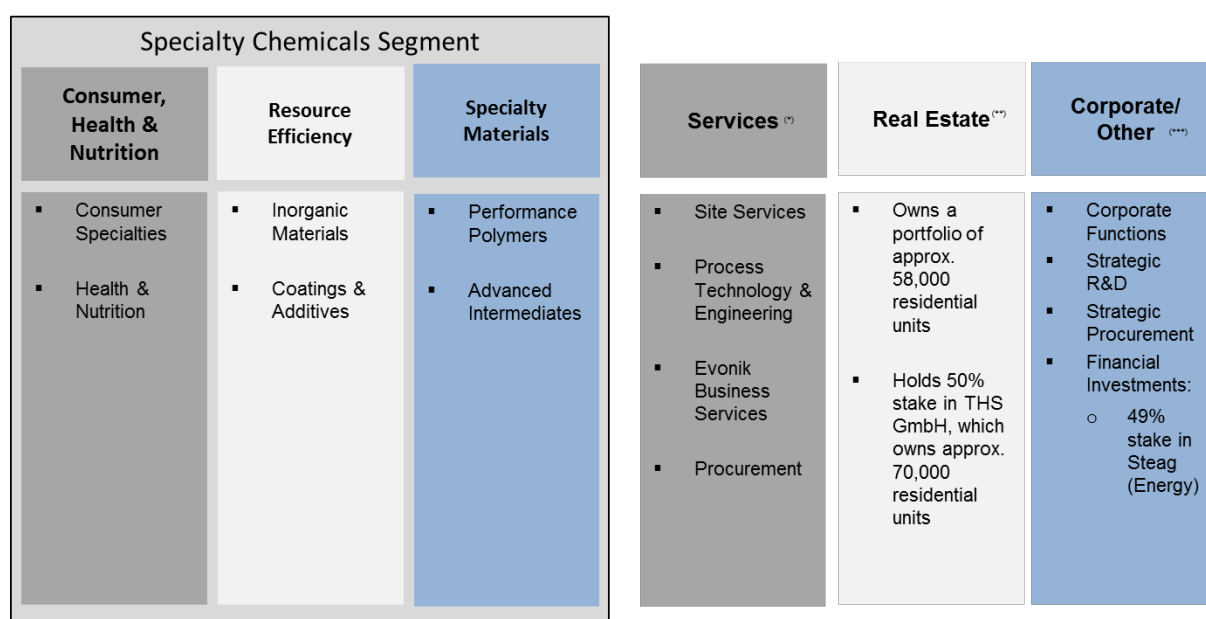 Specialty Chemicals Segment
Consumer,
Health &
Nutrition
Resource
Efficiency
Specialty
Materials
▪ Consumer
Specialties
▪ Health &
Nutrition
▪ Inorganic
Materials
▪ Coatings &
Additives
▪ Performance
Polymers
▪ Advanced
Intermediates
Services (*)
Real Estate (**)
Corporate/
Other (***)
▪ Site Services
▪ Process
Technology &
Engineering
▪ Evonik
Business
Services
▪ Procurement
▪ Owns a
portfolio of
approx.
58,000
residential
units
▪ Holds 50%
stake in THS
GmbH, which
owns approx.
70,000
residential
units
▪ Corporate
Functions
▪ Strategic
R&D
▪ Strategic
Procurement
▪ Financial
Investments:
o 49%
stake in
Steag
(Energy)